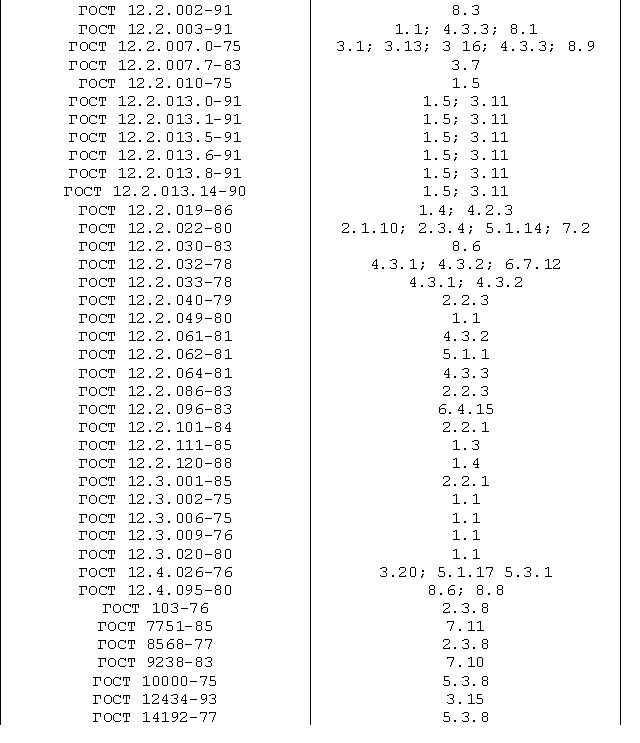 ГОСТ 12.2.002-91 8.3
ГОСТ 12.2.003-91 1.1; 4.3.3; 8.1
ГОСТ 12.2.007.0-75 3.1; 3.13; 3 16; 4.3.3; 8.9
ГОСТ 12.2.007.7-83 3.7
ГОСТ 12.2.010-75 1.5
ГОСТ 12.2.013.0-91 1.5; 3.11
ГОСТ 12.2.013.1-91 1.5; 3.11
ГОСТ 12.2.013.5-91 1.5; 3.11
ГОСТ 12.2.013.6-91 1.5; 3.11
ГОСТ 12.2.013.8-91 1.5; 3.11
ГОСТ 12.2.013.14-90 1.5; 3.11
ГОСТ 12.2.019-86 1.4; 4.2.3
ГОСТ 12.2.022-80 2.1.10; 2.3.4; 5.1.14; 7.2
ГОСТ 12.2.030-83 8.6
ГОСТ 12.2.032-78 4.3.1; 4.3.2; 6.7.12
ГОСТ 12.2.033-78 4.3.1; 4.3.2
ГОСТ 12.2.040-79 2.2.3
ГОСТ 12.2.049-80 1.1
ГОСТ 12.2.061-81 4.3.2
ГОСТ 12.2.062-81 5.1.1
ГОСТ 12.2.064-81 4.3.3
ГОСТ 12.2.086-83 2.2.3
ГОСТ 12.2.096-83 6.4.15
ГОСТ 12.2.101-84 2.2.1
ГОСТ 12.2.111-85 1.3
ГОСТ 12.2.120-88 1.4
ГОСТ 12.3.001-85 2.2.1
ГОСТ 12.3.002-75 1.1
ГОСТ 12.3.006-75 1.1
ГОСТ 12.3.009-76 1.1
ГОСТ 12.3.020-80 1.1
ГОСТ 12.4.026-76 3.20; 5.1.17 5.3.1
ГОСТ 12.4.095-80 8.6; 8.8
ГОСТ 103-76 2.3.8
ГОСТ 7751-85 7.11
ГОСТ 8568-77 2.3.8
ГОСТ 9238-83 7.10
ГОСТ 10000-75 5.3.8
ГОСТ 12434-93 3.15
ГОСТ 14192-77 5.3.8